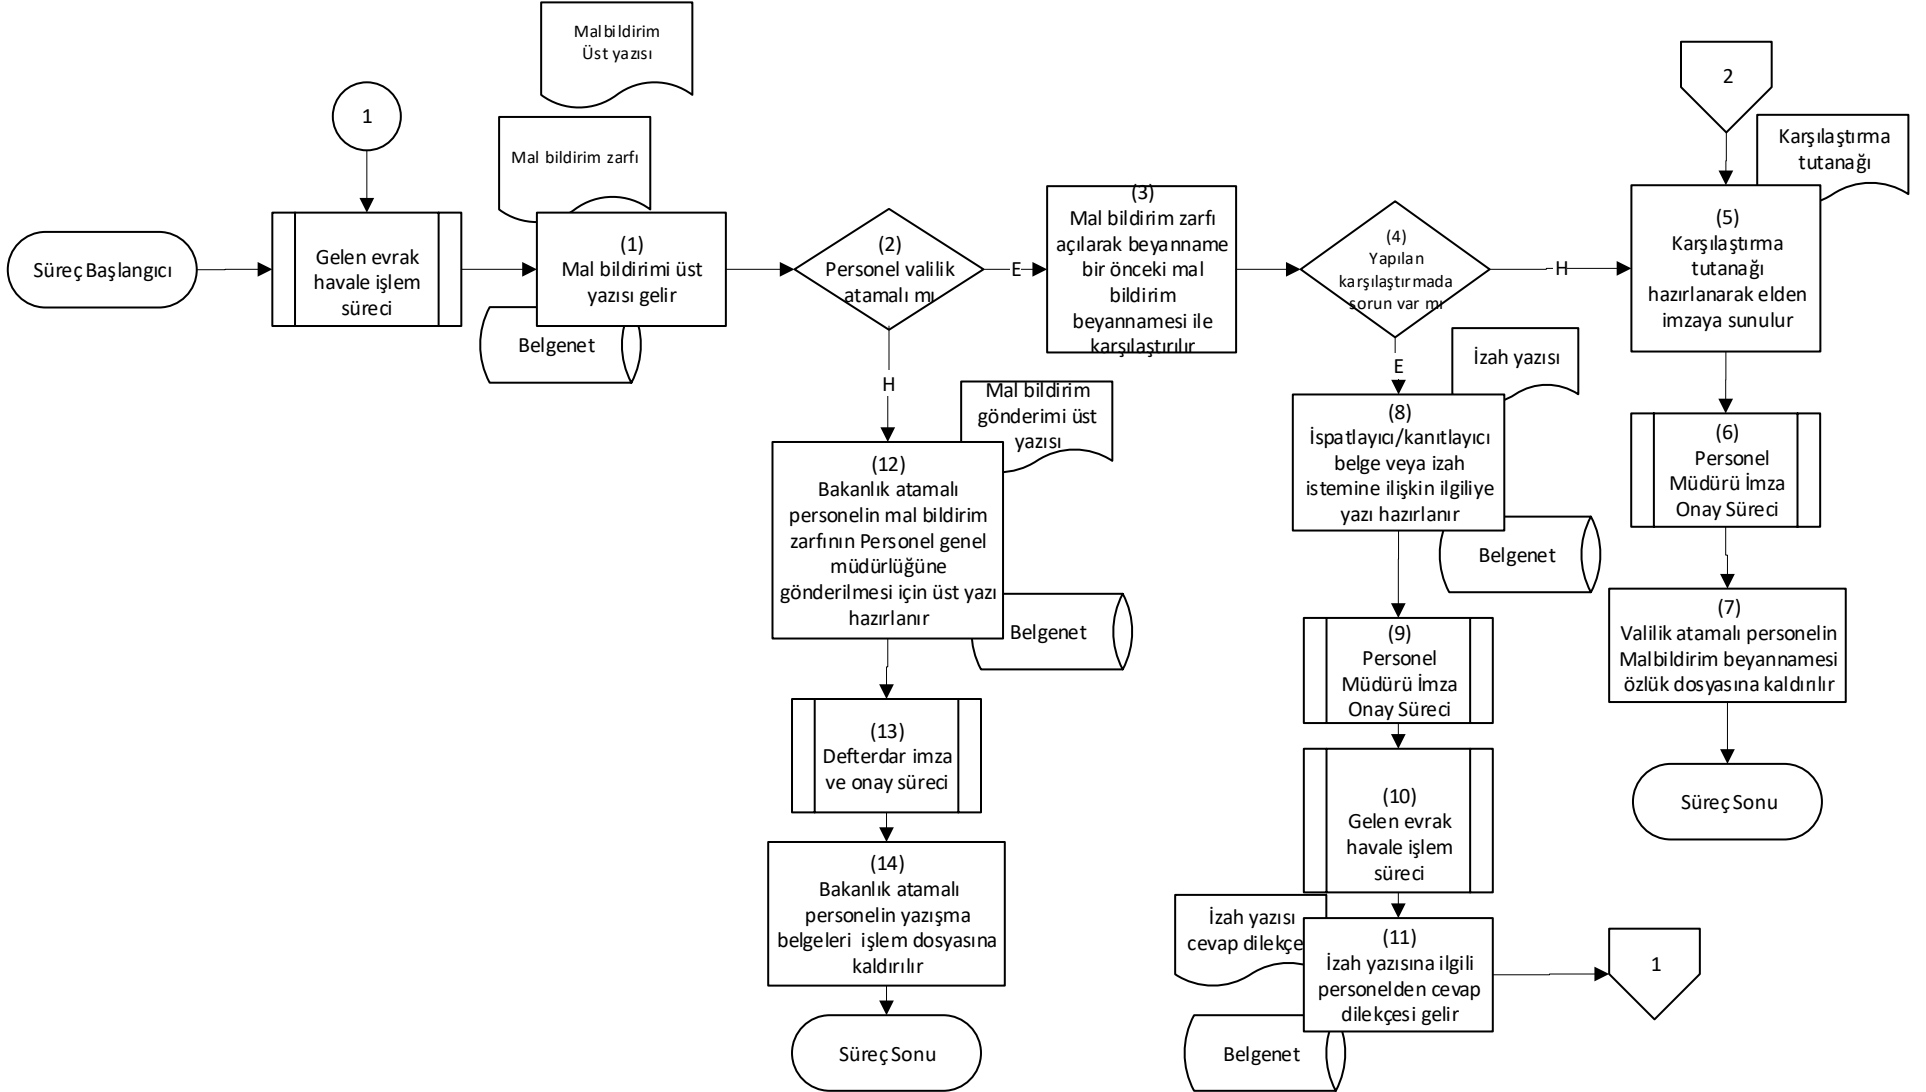 Malbildirim
Üst yazısı
1
Mal bildirim zarfı
2
Karşılaştırma
tutanağı
Süreç Başlangıcı
Gelen evrak
havale işlem
süreci
(1)
Mal bildirimi üst
yazısı gelir
Belgenet
(2)
Personel valilik
atamalı mı
E
H
(3)
Mal bildirim zarfı
açılarak beyanname
bir önceki mal
bildirim
beyannamesi ile
karşılaştırılır
(4)
Yapılan
karşılaştırmada
sorun var mı
H
E
(5)
Karşılaştırma
tutanağı
hazırlanarak elden
imzaya sunulur
(6)
Personel
Müdürü İmza
Onay Süreci
(7)
Valilik atamalı personelin
Malbildirim beyannamesi
özlük dosyasına kaldırılır
Süreç Sonu
İzah yazısı
(8)
İspatlayıcı/kanıtlayıcı
belge veya izah
istemine ilişkin ilgiliye
yazı hazırlanır
Belgenet
(9)
Personel
Müdürü İmza
Onay Süreci
(10)
Gelen evrak
havale işlem
süreci
İzah yazısı
cevap dilekçe
(11)
İzah yazısına ilgili
personelden cevap
dilekçesi gelir
Belgenet
1
Mal bildirim
gönderimi üst
yazısı
(12)
Bakanlık atamalı
personelin mal bildirim
zarfının Personel genel
müdürlüğüne
gönderilmesi için üst yazı
hazırlanır
Belgenet
(13)
Defterdar imza
ve onay süreci
(14)
Bakanlık atamalı
personelin yazışma
belgeleri işlem dosyasına
kaldırılır
Süreç Sonu